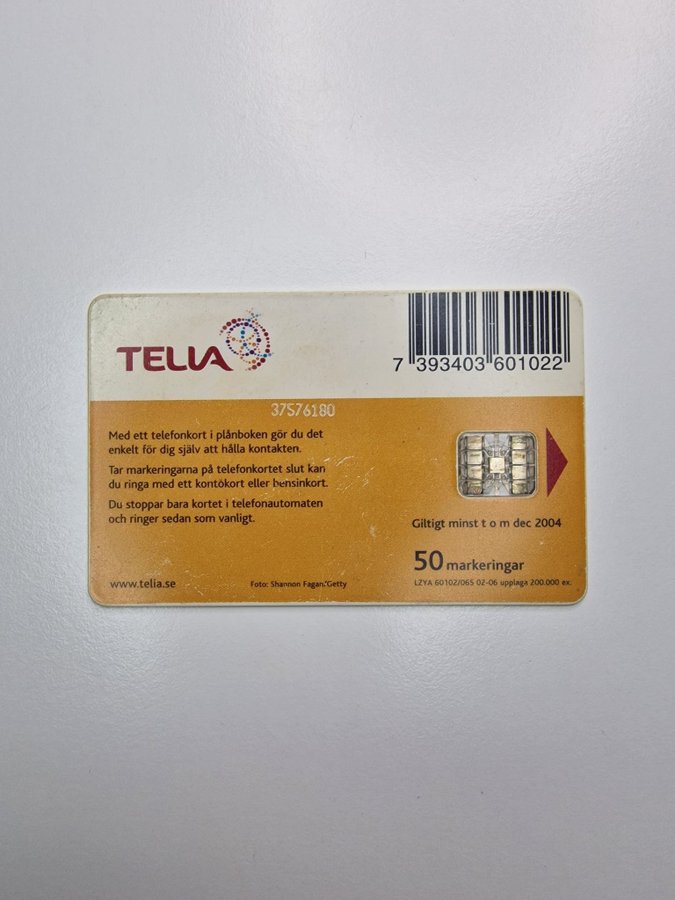 TELIA
7 393403 601022
37576180
Med ett telefonkort i plånboken gör du det
enkelt för dig själv att hålla kontakten.
Tar markeringarna på telefonkortet slut kan
du ringa med ett kontokort eller bensinkort.
Du stoppar bara kortet i telefonautomaten
och ringer sedan som vanligt.
Giltigt minst t o m dec 2004
50 markeringar
www.telia.se
Foto: Shannon Fagan/Getty
LZYA 60102/06S 02-06 upplaga 200.000 ex.